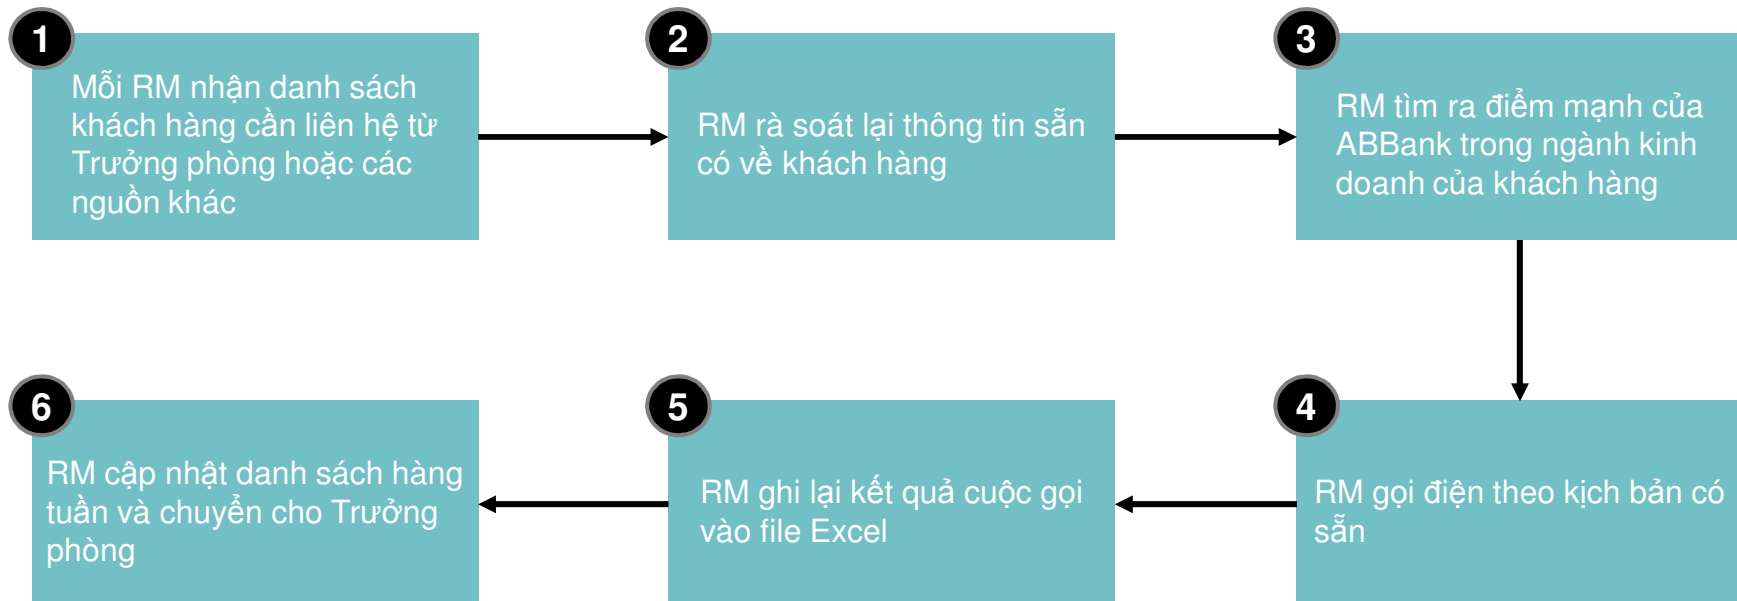 1
Mỗi RM nhận danh sách
khách hàng cần liên hệ từ
Trưởng phòng hoặc các
nguồn khác
2
RM rà soát lại thông tin sẵn
có về khách hàng
3
RM tìm ra điểm mạnh của
ABBank trong ngành kinh
doanh của khách hàng
4
RM gọi điện theo kịch bản có
sẵn
5
RM ghi lại kết quả cuộc gọi
vào file Excel
6
RM cập nhật danh sách hàng
tuần và chuyển cho Trưởng
phòng